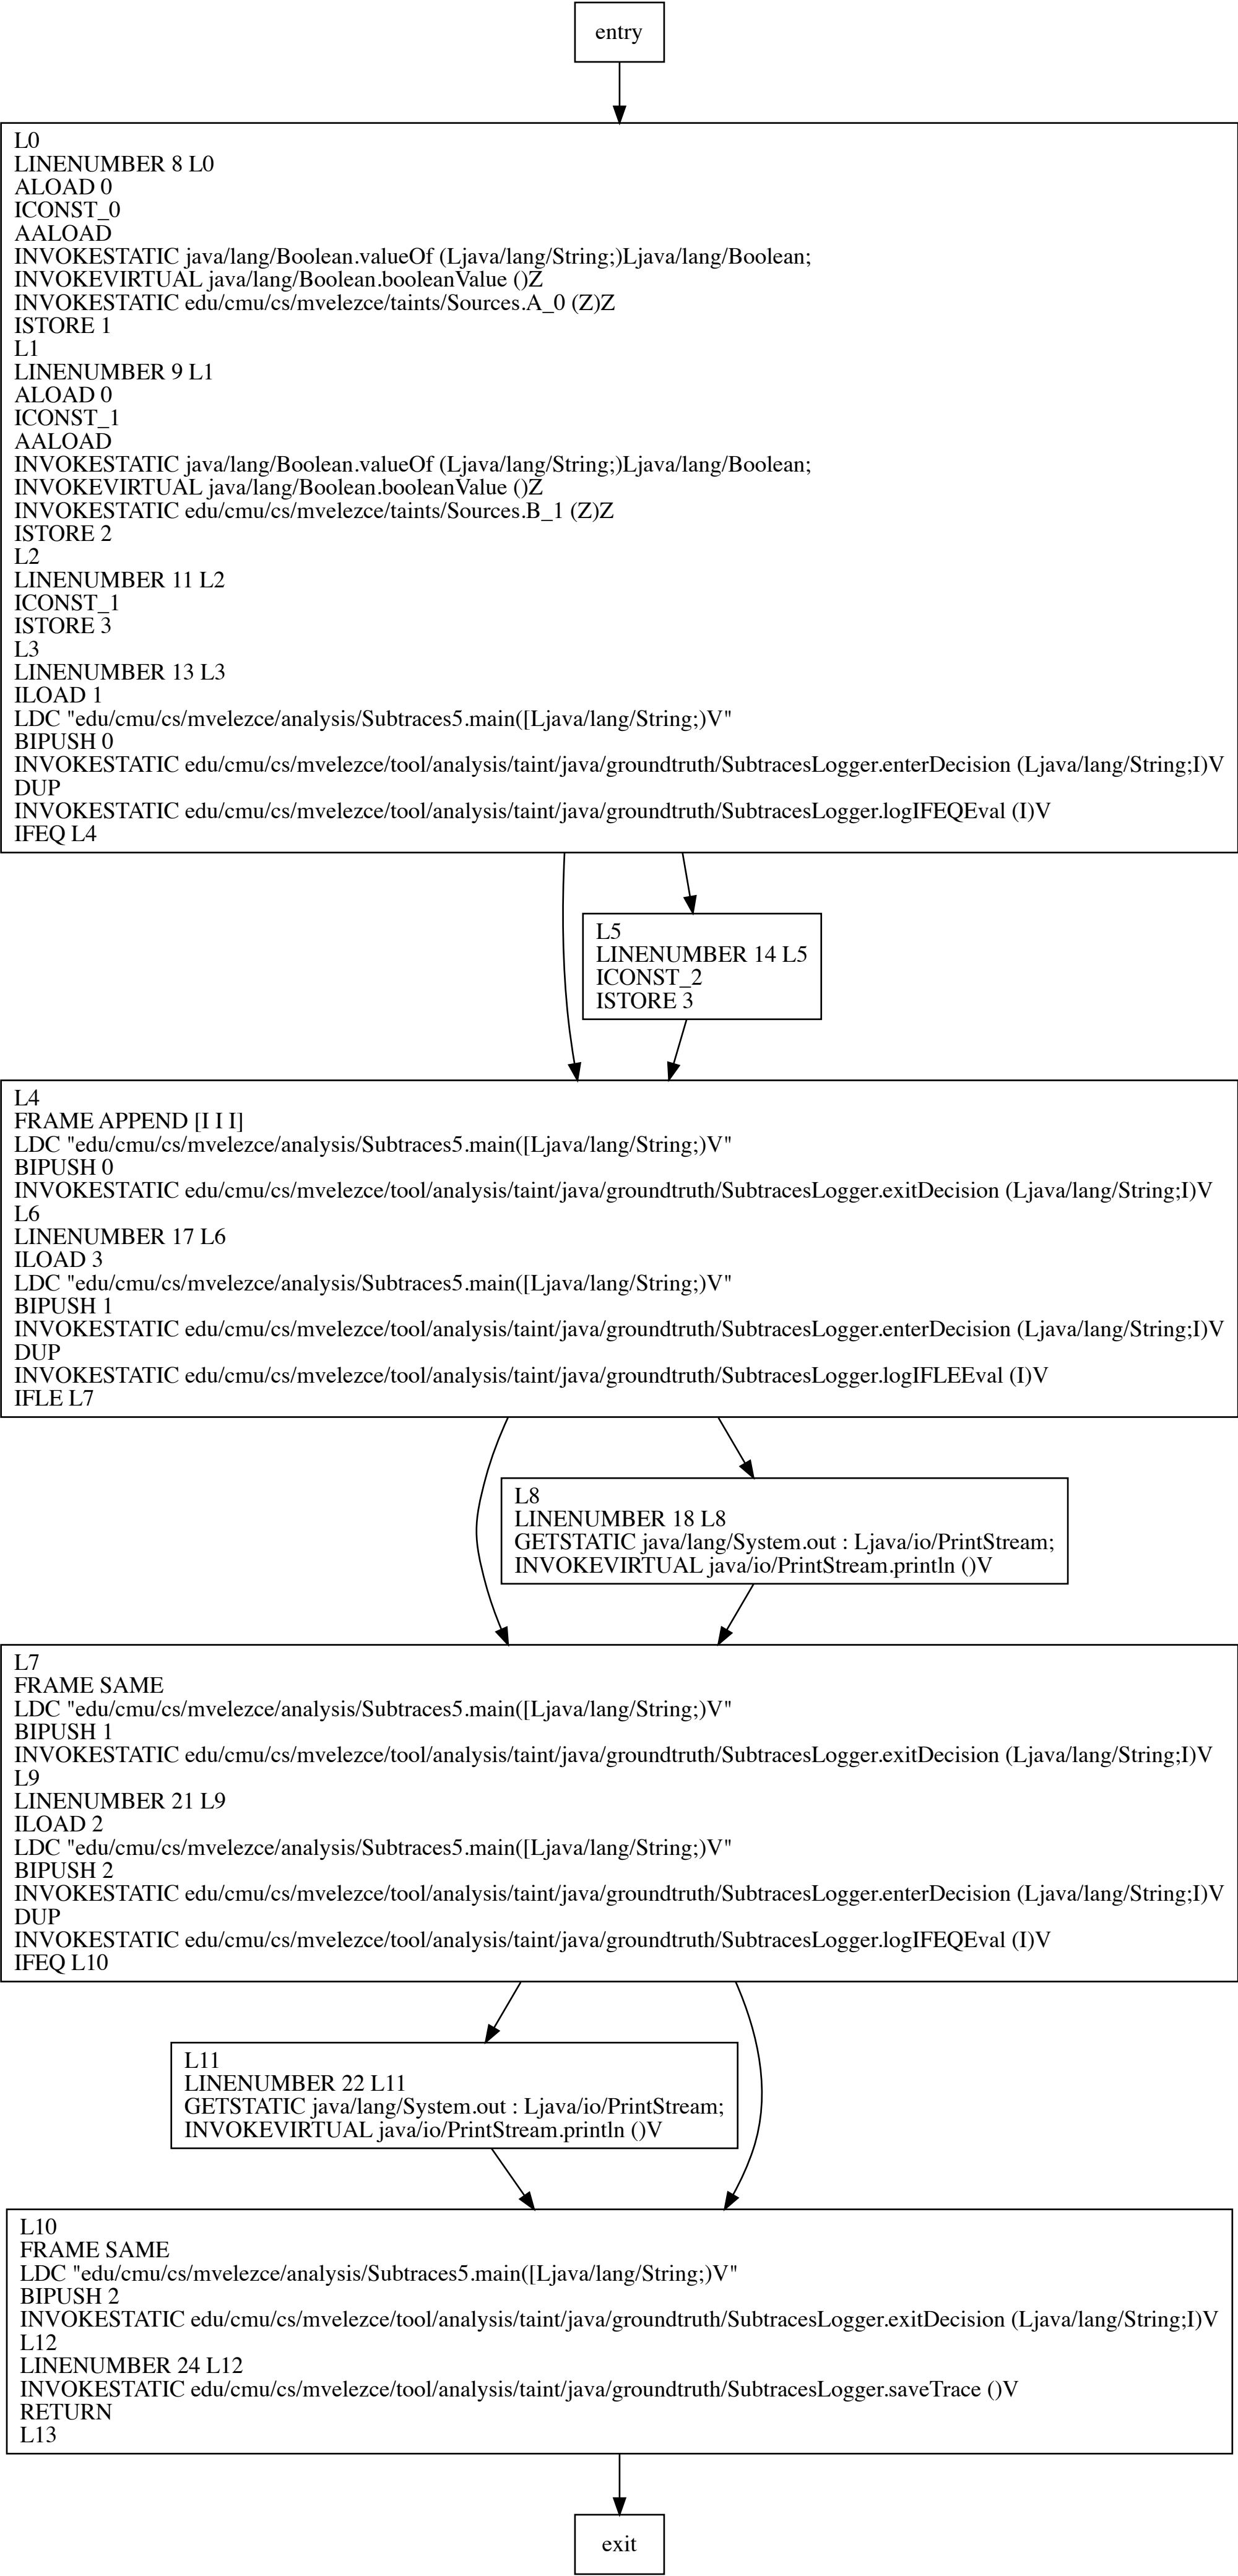 entry
L0
LINENUMBER 8 L0
ALOAD 0
ICONST_0
AALOAD
INVOKESTATIC java/lang/Boolean.valueOf (Ljava/lang/String;)Ljava/lang/Boolean;
INVOKEVIRTUAL java/lang/Boolean.booleanValue ()Z
INVOKESTATIC edu/cmu/cs/mvelezce/taints/Sources.A_0 (Z)Z
ISTORE 1
L1
LINENUMBER 9 L1
ALOAD 0
ICONST_1
AALOAD
INVOKESTATIC java/lang/Boolean.valueOf (Ljava/lang/String;)Ljava/lang/Boolean;
INVOKEVIRTUAL java/lang/Boolean.booleanValue ()Z
INVOKESTATIC edu/cmu/cs/mvelezce/taints/Sources.B_1 (Z)Z
ISTORE 2
L2
LINENUMBER 11 L2
ICONST_1
ISTORE 3
L3
LINENUMBER 13 L3
ILOAD 1
LDC "edu/cmu/cs/mvelezce/analysis/Subtraces5.main([Ljava/lang/String;)V"
BIPUSH 0
INVOKESTATIC edu/cmu/cs/mvelezce/tool/analysis/taint/java/groundtruth/SubtracesLogger.enterDecision (Ljava/lang/String;I)V
DUP
INVOKESTATIC edu/cmu/cs/mvelezce/tool/analysis/taint/java/groundtruth/SubtracesLogger.logIFEQEval (I)V
IFEQ L4
L5
LINENUMBER 14 L5
ICONST_2
ISTORE 3
L4
FRAME APPEND [I I I]
LDC "edu/cmu/cs/mvelezce/analysis/Subtraces5.main([Ljava/lang/String;)V"
BIPUSH 0
INVOKESTATIC edu/cmu/cs/mvelezce/tool/analysis/taint/java/groundtruth/SubtracesLogger.exitDecision (Ljava/lang/String;I)V
L6
LINENUMBER 17 L6
ILOAD 3
LDC "edu/cmu/cs/mvelezce/analysis/Subtraces5.main([Ljava/lang/String;)V"
BIPUSH 1
INVOKESTATIC edu/cmu/cs/mvelezce/tool/analysis/taint/java/groundtruth/SubtracesLogger.enterDecision (Ljava/lang/String;I)V
DUP
INVOKESTATIC edu/cmu/cs/mvelezce/tool/analysis/taint/java/groundtruth/SubtracesLogger.logIFLEEval (I)V
IFLE L7
L8
LINENUMBER 18 L8
GETSTATIC java/lang/System.out : Ljava/io/PrintStream;
INVOKEVIRTUAL java/io/PrintStream.println ()V
L7
FRAME SAME
LDC "edu/cmu/cs/mvelezce/analysis/Subtraces5.main([Ljava/lang/String;)V"
BIPUSH 1
INVOKESTATIC edu/cmu/cs/mvelezce/tool/analysis/taint/java/groundtruth/SubtracesLogger.exitDecision (Ljava/lang/String;I)V
L9
LINENUMBER 21 L9
ILOAD 2
LDC "edu/cmu/cs/mvelezce/analysis/Subtraces5.main([Ljava/lang/String;)V"
BIPUSH 2
INVOKESTATIC edu/cmu/cs/mvelezce/tool/analysis/taint/java/groundtruth/SubtracesLogger.enterDecision (Ljava/lang/String;I)V
DUP
INVOKESTATIC edu/cmu/cs/mvelezce/tool/analysis/taint/java/groundtruth/SubtracesLogger.logIFEQEval (I)V
IFEQ L10
L11
LINENUMBER 22 L11
GETSTATIC java/lang/System.out : Ljava/io/PrintStream;
INVOKEVIRTUAL java/io/PrintStream.println ()V
L10
FRAME SAME
LDC "edu/cmu/cs/mvelezce/analysis/Subtraces5.main([Ljava/lang/String;)V"
BIPUSH 2
INVOKESTATIC edu/cmu/cs/mvelezce/tool/analysis/taint/java/groundtruth/SubtracesLogger.exitDecision (Ljava/lang/String;I)V
L12
LINENUMBER 24 L12
INVOKESTATIC edu/cmu/cs/mvelezce/tool/analysis/taint/java/groundtruth/SubtracesLogger.saveTrace ()V
RETURN
L13
exit